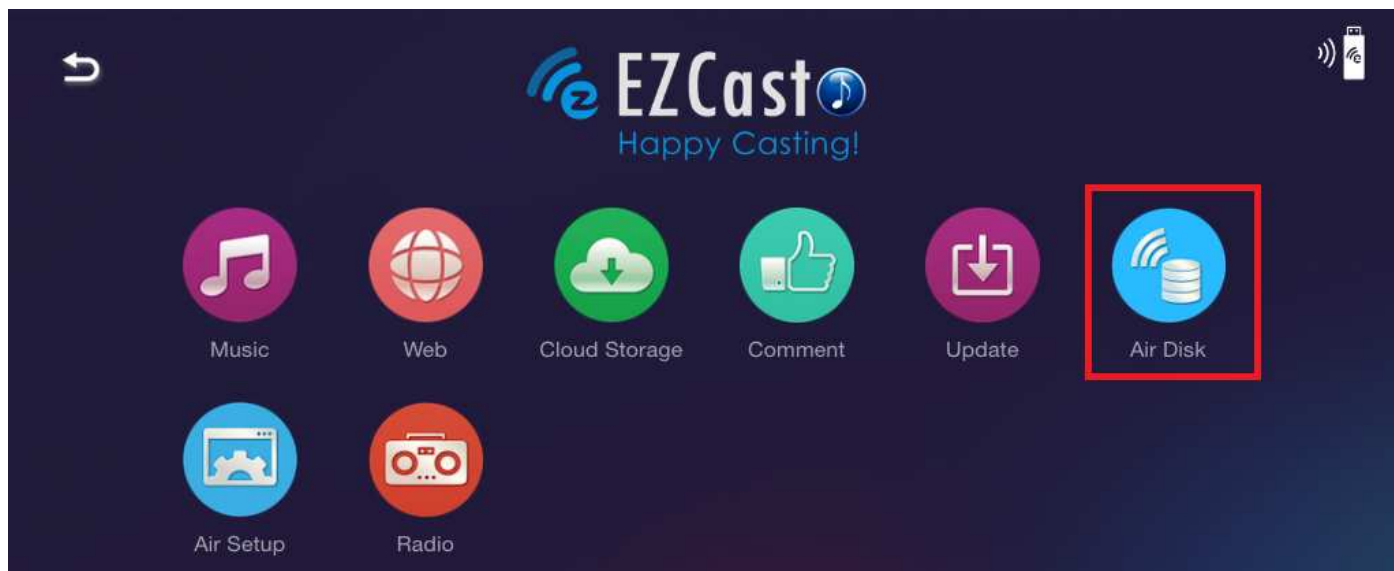 EZCast
Happy Casting!
Music
Web
Cloud Storage
Comment
Update
Air Disk
Air Setup
Radio